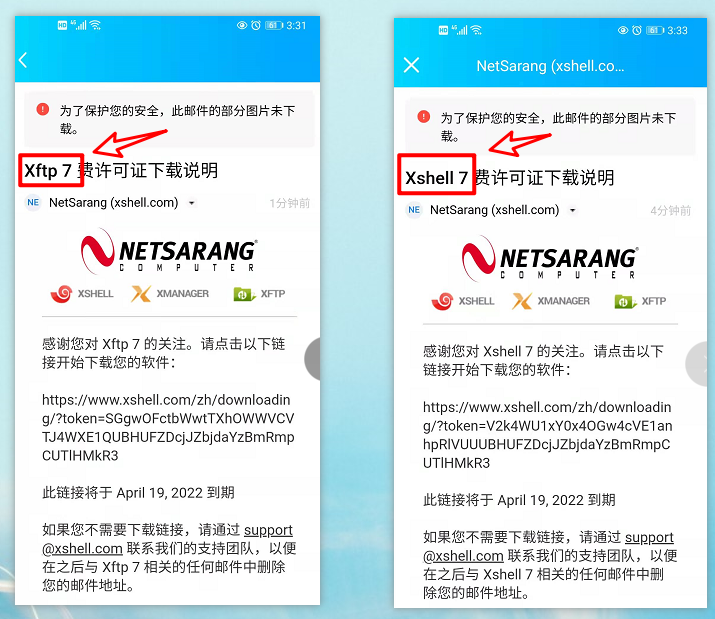 HD 4G 61 3:31
为了保护您的安全，此邮件的部分图片未下
载。
Xftp 7 费许可证下载说明
NE NetSarang (xshell.com) 1分钟前
NETSARANG
COMPUTER
XSHELL XMANAGER XFTP
感谢您对 Xftp 7 的关注。请点击以下链
接开始下载您的软件：
https://www.xshell.com/zh/downloadin
g/?token=SGgwOFctbWwtTXhOWWVCV
TJ4WXE1QUBHUFZDcjJZbjdaYzBmRmp
CUTlHMkR3
此链接将于 April 19, 2022 到期
如果您不需要下载链接，请通过 support
@xshell.com 联系我们的支持团队，以便
在之后与 Xftp 7 相关的任何邮件中删除
您的邮件地址。
HD 4G 61 3:33
NetSarang (xshell.co...
为了保护您的安全，此邮件的部分图片未下
载。
Xshell 7 费许可证下载说明
NE NetSarang (xshell.com) 4分钟前
NETSARANG
COMPUTER
XSHELL XMANAGER XFTP
感谢您对 Xshell 7 的关注。请点击以下
链接开始下载您的软件：
https://www.xshell.com/zh/downloadin
g/?token=V2k4WU1xY0x4OGw4cVE1an
hpRlVUUUBHUFZDcjJZbjdaYzBmRmpC
UTlHMkR3
此链接将于 April 19, 2022 到期
如果您不需要下载链接，请通过 support
@xshell.com 联系我们的支持团队，以便
在之后与 Xshell 7 相关的任何邮件中删
除您的邮件地址。